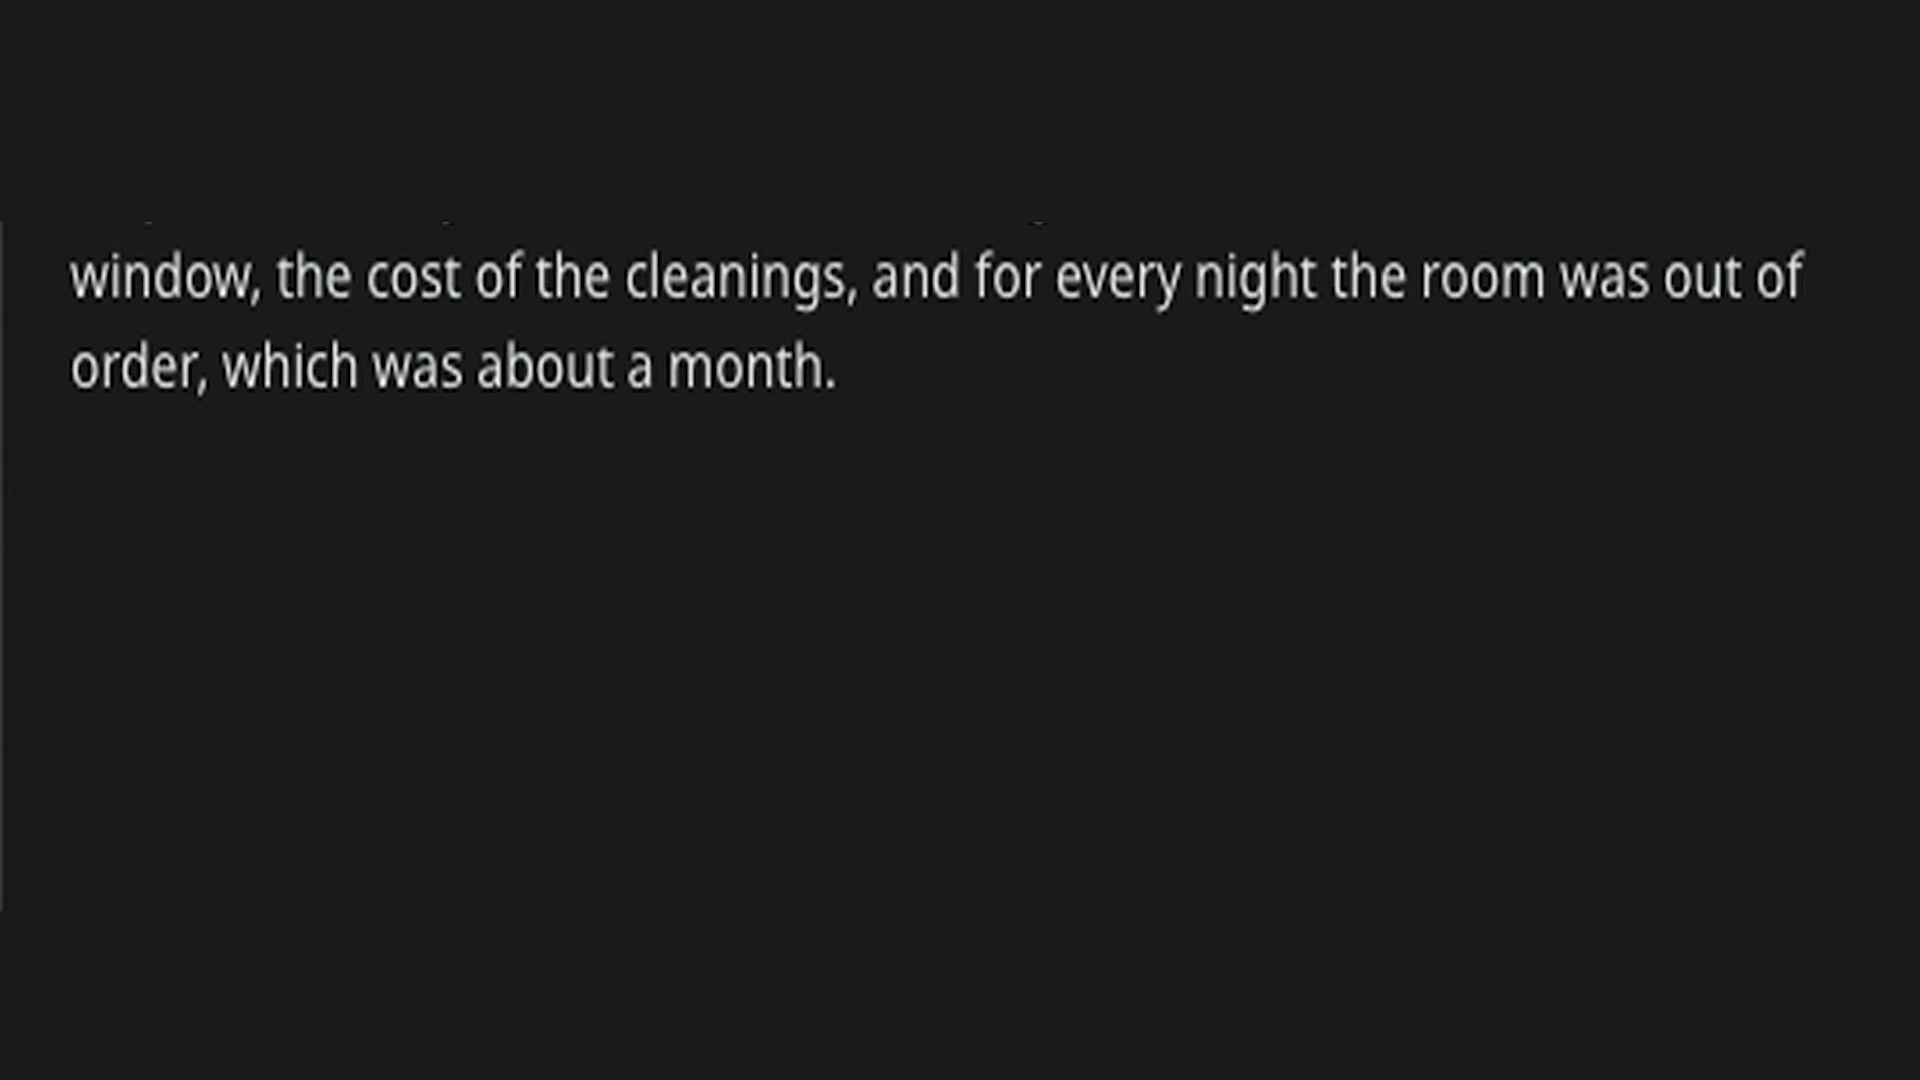 window, the cost of the cleanings, and for every night the room was out of
order, which was about a month.